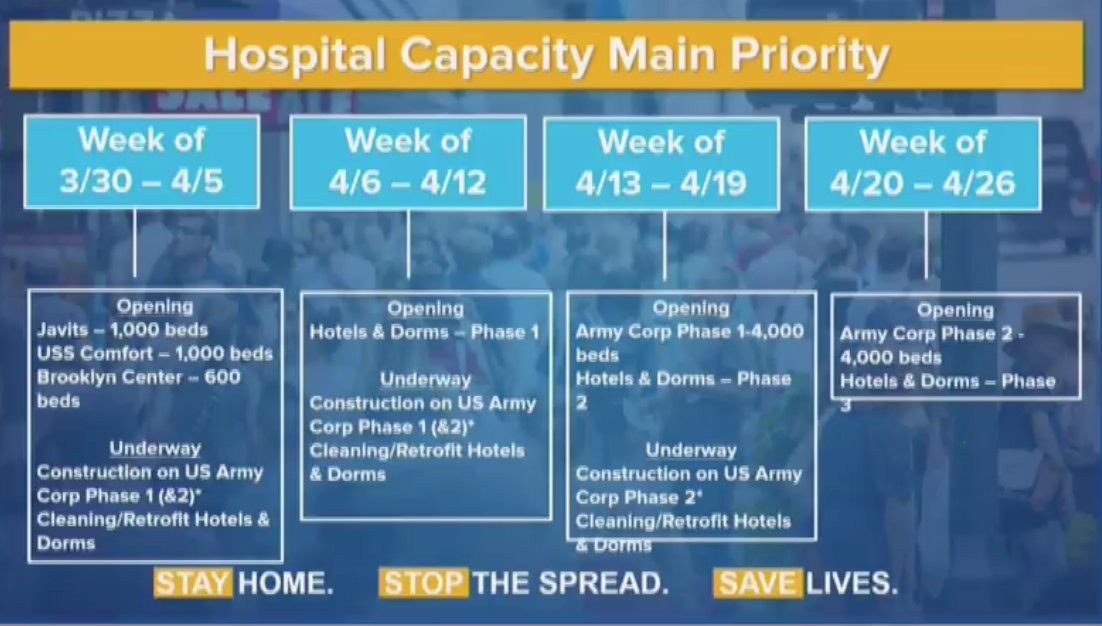 PIZZA
SALE
Hospital Capacity Main Priority
Week of
3/30 – 4/5
Opening
Javits – 1,000 beds
USS Comfort – 1,000 beds
Brooklyn Center – 600
beds
Underway
Construction on US Army
Corp Phase 1 (&2)*
Cleaning/Retrofit Hotels &
Dorms
Week of
4/6 – 4/12
Opening
Hotels & Dorms – Phase 1
Underway
Construction on US Army
Corp Phase 1 (&2)*
Cleaning/Retrofit Hotels
& Dorms
Week of
4/13 – 4/19
Opening
Army Corp Phase 1-4,000
beds
Hotels & Dorms – Phase
2
Underway
Construction on US Army
Corp Phase 2*
Cleaning/Retrofit Hotels
& Dorms
Week of
4/20 – 4/26
Opening
Army Corp Phase 2 -
4,000 beds
Hotels & Dorms – Phase
3
STAY HOME. STOP THE SPREAD. SAVE LIVES.